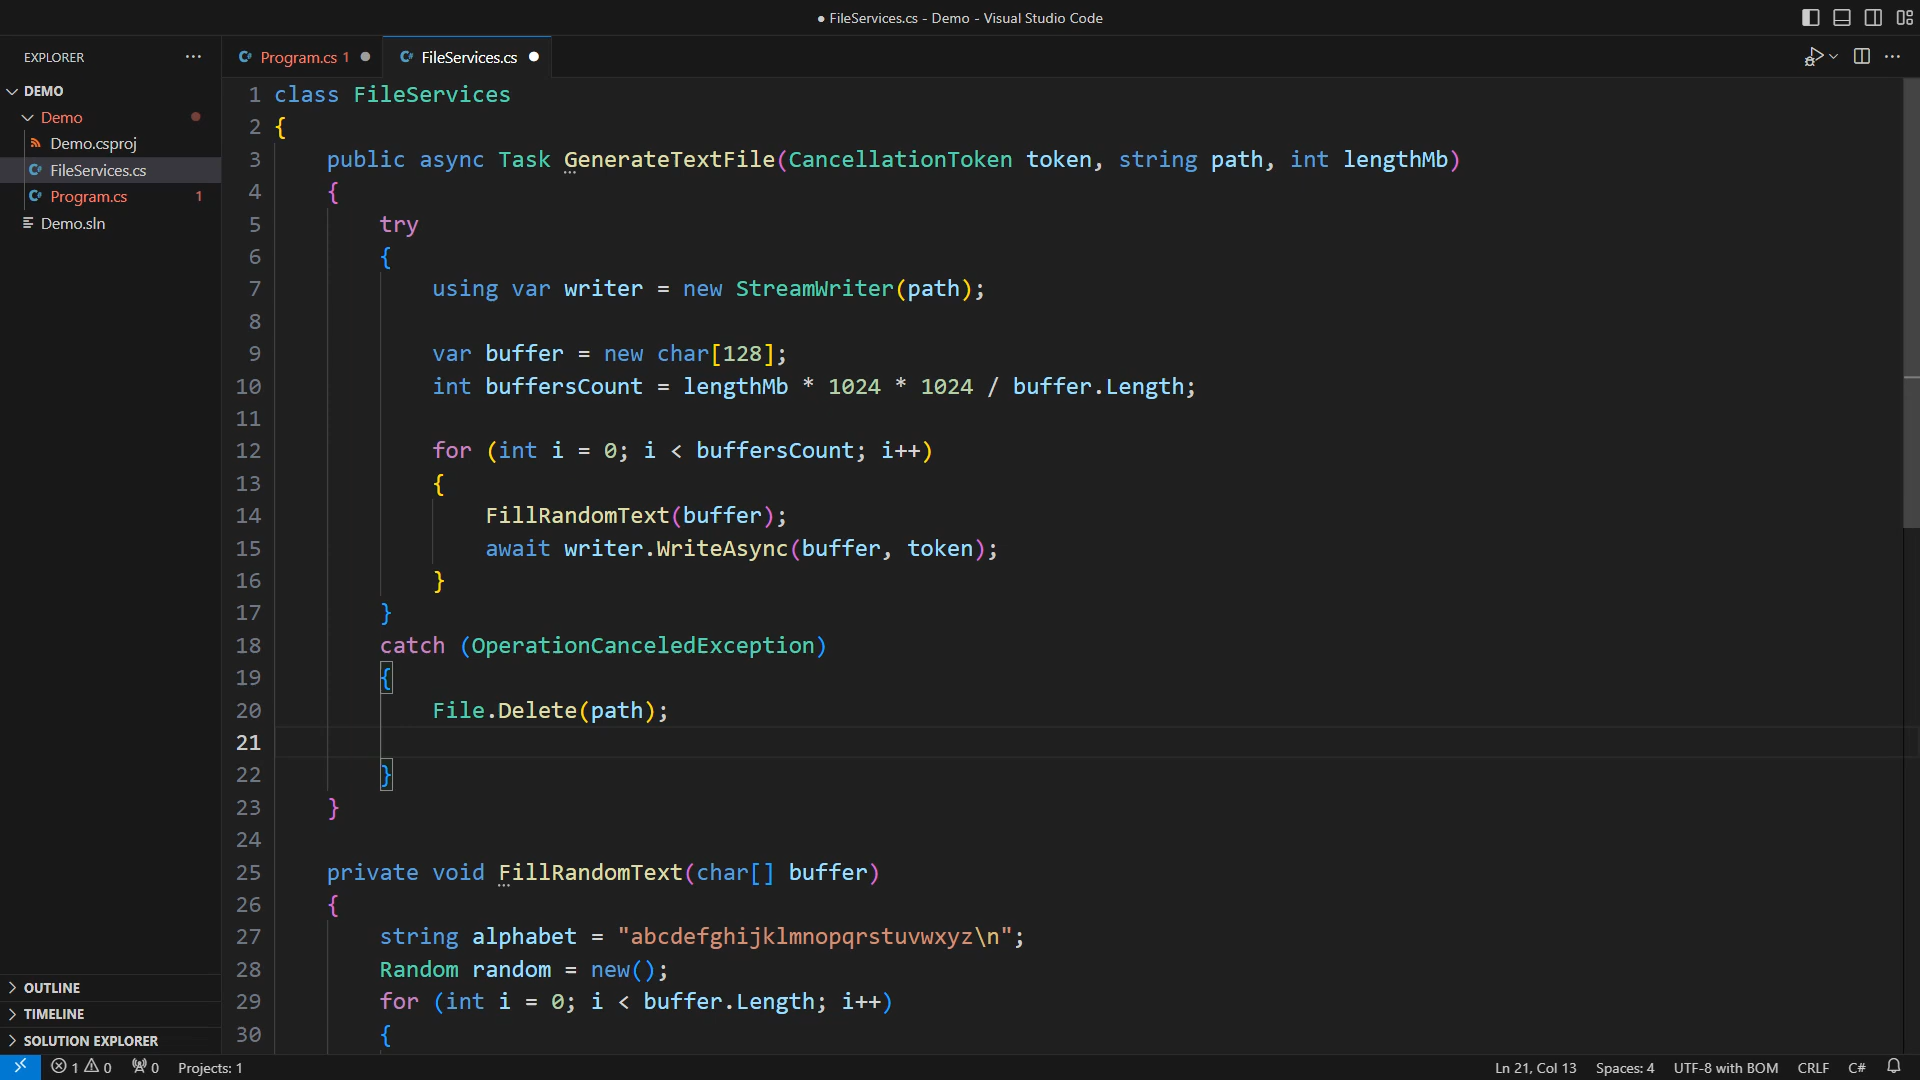 ● FileServices.cs - Demo - Visual Studio Code
EXPLORER
DEMO
Demo
Demo.csproj
FileServices.cs
Program.cs 1
Demo.sln
OUTLINE
TIMELINE
SOLUTION EXPLORER
Program.cs 1 ●
FileServices.cs ●
1 class FileServices
2 {
3 public async Task GenerateTextFile(CancellationToken token, string path, int lengthMb)
4 {
5 try
6 {
7 using var writer = new StreamWriter(path);
8
9 var buffer = new char[128];
10 int buffersCount = lengthMb * 1024 * 1024 / buffer.Length;
11
12 for (int i = 0; i < buffersCount; i++)
13 {
14 FillRandomText(buffer);
15 await writer.WriteAsync(buffer, token);
16 }
17 }
18 catch (OperationCanceledException)
19 {
20 File.Delete(path);
21
22 }
23 }
24
25 private void FillRandomText(char[] buffer)
26 {
27 string alphabet = "abcdefghijklmnopqrstuvwxyz\n";
28 Random random = new();
29 for (int i = 0; i < buffer.Length; i++)
30 {
1 0 0 Projects: 1 Ln 21, Col 13 Spaces: 4 UTF-8 with BOM CRLF C#